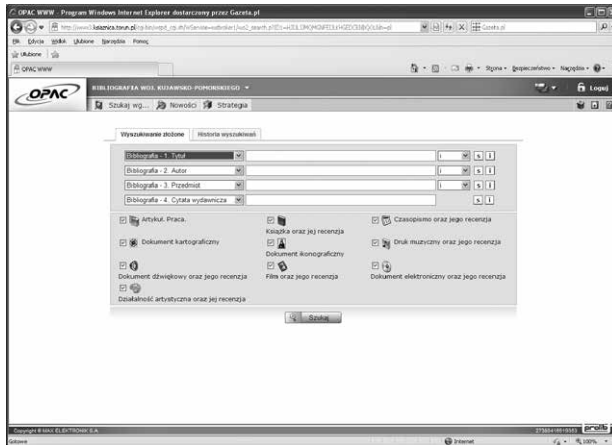 OPAC WWW - Program Windows Internet Explorer dostarczony przez Gazeta.pl
Gazeta.pl
Plik Edycja Widok Ulubione Narzędzia Pomoc
Ulubione
OPAC WWW
Strona Bezpieczeństwo Narzędzia
OPAC
BIBLIOGRAFIA WOJ. KUJAWSKO-POMORSKIEGO
Loguj
Szukaj wg... Nowości Strategia
Wyszukiwanie złożone Historia wyszukiwań
Bibliografia - 1. Tytuł i s i
Bibliografia - 2. Autor i s i
Bibliografia - 3. Przedmiot i s i
Bibliografia - 4. Cytata wydawnicza s i
Artykuł. Praca.
Książka oraz jej recenzja
Czasopismo oraz jego recenzja
Dokument kartograficzny
Dokument ikonograficzny
Druk muzyczny oraz jego recenzja
Dokument dźwiękowy oraz jego recenzja
Film oraz jego recenzja
Dokument elektroniczny oraz jego recenzja
Działalność artystyczna oraz jej recenzja
Szukaj
Copyright © MAX ELEKTRONIK S.A.
prolib
Gotowe
Internet
100%